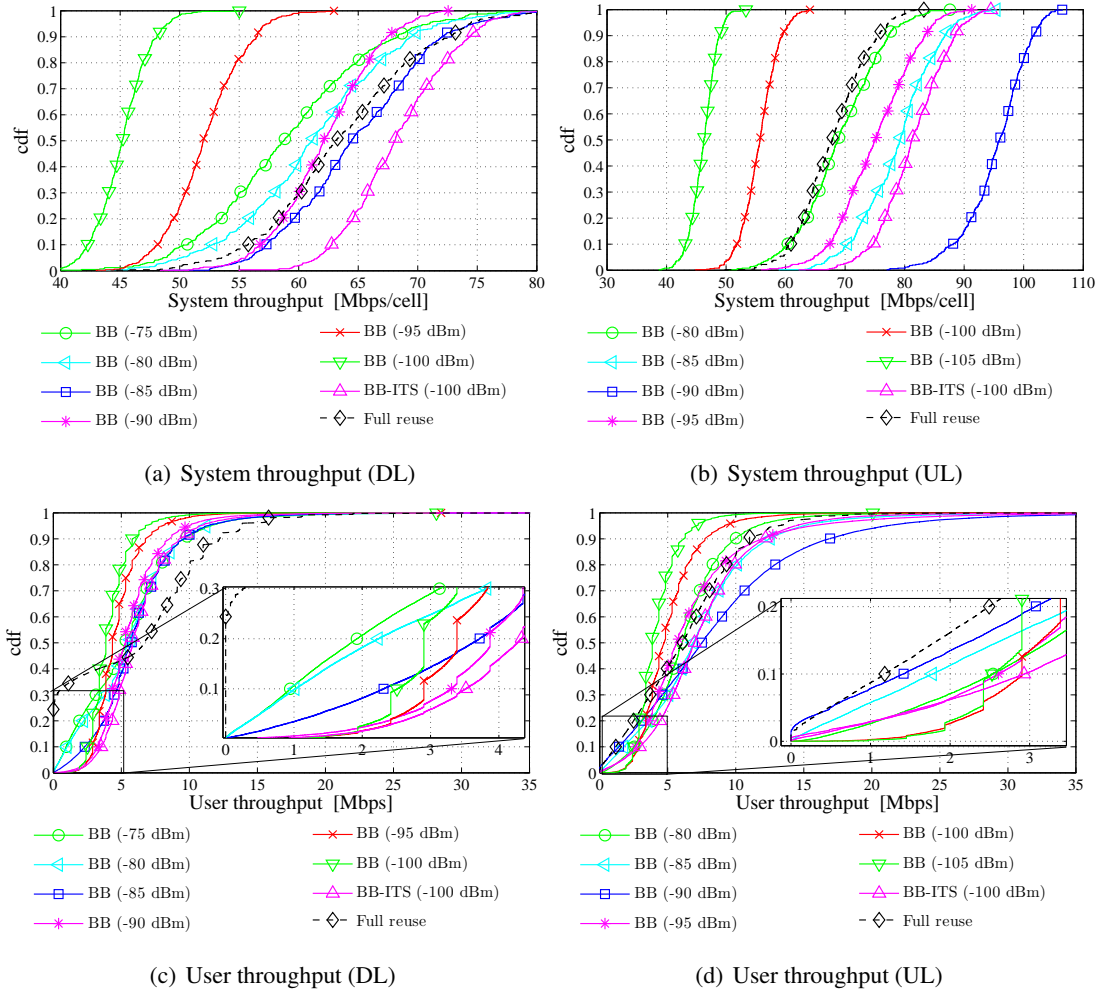 1
0.9
0.8
0.7
0.6
0.5
0.4
0.3
0.2
0.1
0
cdf
40 45 50 55 60 65 70 75 80
System throughput [Mbps/cell]
BB (-75 dBm)
BB (-80 dBm)
BB (-85 dBm)
BB (-90 dBm)
BB (-95 dBm)
BB (-100 dBm)
BB-ITS (-100 dBm)
Full reuse
(a) System throughput (DL)
1
0.9
0.8
0.7
0.6
0.5
0.4
0.3
0.2
0.1
0
cdf
30 40 50 60 70 80 90 100 110
System throughput [Mbps/cell]
BB (-80 dBm)
BB (-85 dBm)
BB (-90 dBm)
BB (-95 dBm)
BB (-100 dBm)
BB (-105 dBm)
BB-ITS (-100 dBm)
Full reuse
(b) System throughput (UL)
1
0.9
0.8
0.7
0.6
0.5
0.4
0.3
0.2
0.1
0
cdf
0.3
0.2
0.1
0 1 2 3 4
0 5 10 15 20 25 30 35
User throughput [Mbps]
BB (-75 dBm)
BB (-80 dBm)
BB (-85 dBm)
BB (-90 dBm)
BB (-95 dBm)
BB (-100 dBm)
BB-ITS (-100 dBm)
Full reuse
(c) User throughput (DL)
1
0.9
0.8
0.7
0.6
0.5
0.4
0.3
0.2
0.1
0
cdf
0.2
0.1
0
0 1 2 3
0 5 10 15 20 25 30 35
User throughput [Mbps]
BB (-80 dBm)
BB (-85 dBm)
BB (-90 dBm)
BB (-95 dBm)
BB (-100 dBm)
BB (-105 dBm)
BB-ITS (-100 dBm)
Full reuse
(d) User throughput (UL)